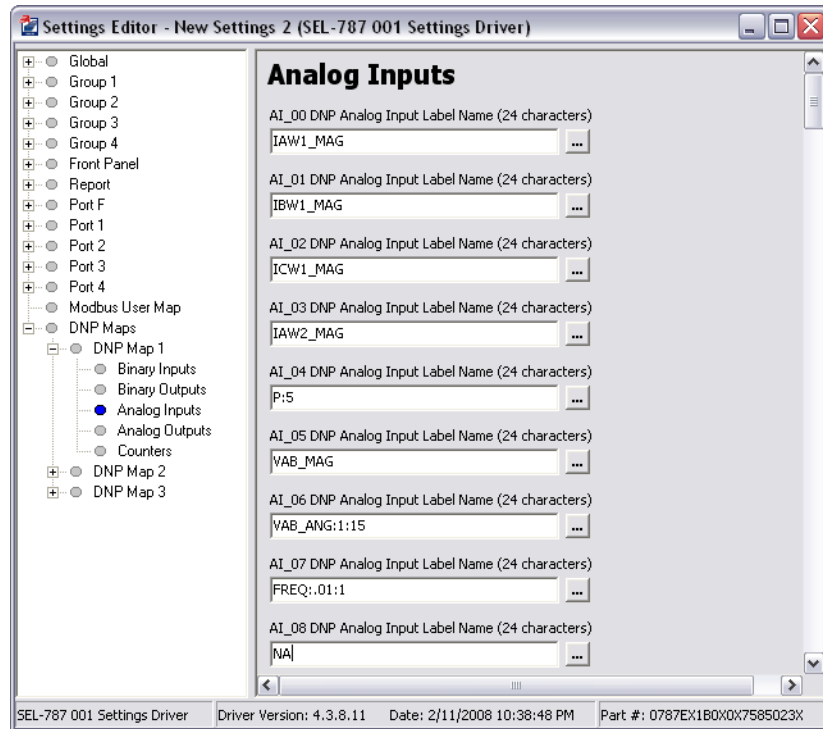 Settings Editor - New Settings 2 (SEL-787 001 Settings Driver)
Global
Group 1
Group 2
Group 3
Group 4
Front Panel
Report
Port F
Port 1
Port 2
Port 3
Port 4
Modbus User Map
DNP Maps
DNP Map 1
Binary Inputs
Binary Outputs
Analog Inputs
Analog Outputs
Counters
DNP Map 2
DNP Map 3
Analog Inputs
AI_00 DNP Analog Input Label Name (24 characters)
IAW1_MAG
...
AI_01 DNP Analog Input Label Name (24 characters)
IBW1_MAG
...
AI_02 DNP Analog Input Label Name (24 characters)
ICW1_MAG
...
AI_03 DNP Analog Input Label Name (24 characters)
IAW2_MAG
...
AI_04 DNP Analog Input Label Name (24 characters)
P:5
...
AI_05 DNP Analog Input Label Name (24 characters)
VAB_MAG
...
AI_06 DNP Analog Input Label Name (24 characters)
VAB_ANG:1:15
...
AI_07 DNP Analog Input Label Name (24 characters)
FREQ:.01:1
...
AI_08 DNP Analog Input Label Name (24 characters)
NA
...
SEL-787 001 Settings Driver
Driver Version: 4.3.8.11 Date: 2/11/2008 10:38:48 PM
Part #: 0787EX1B0X0X7585023X